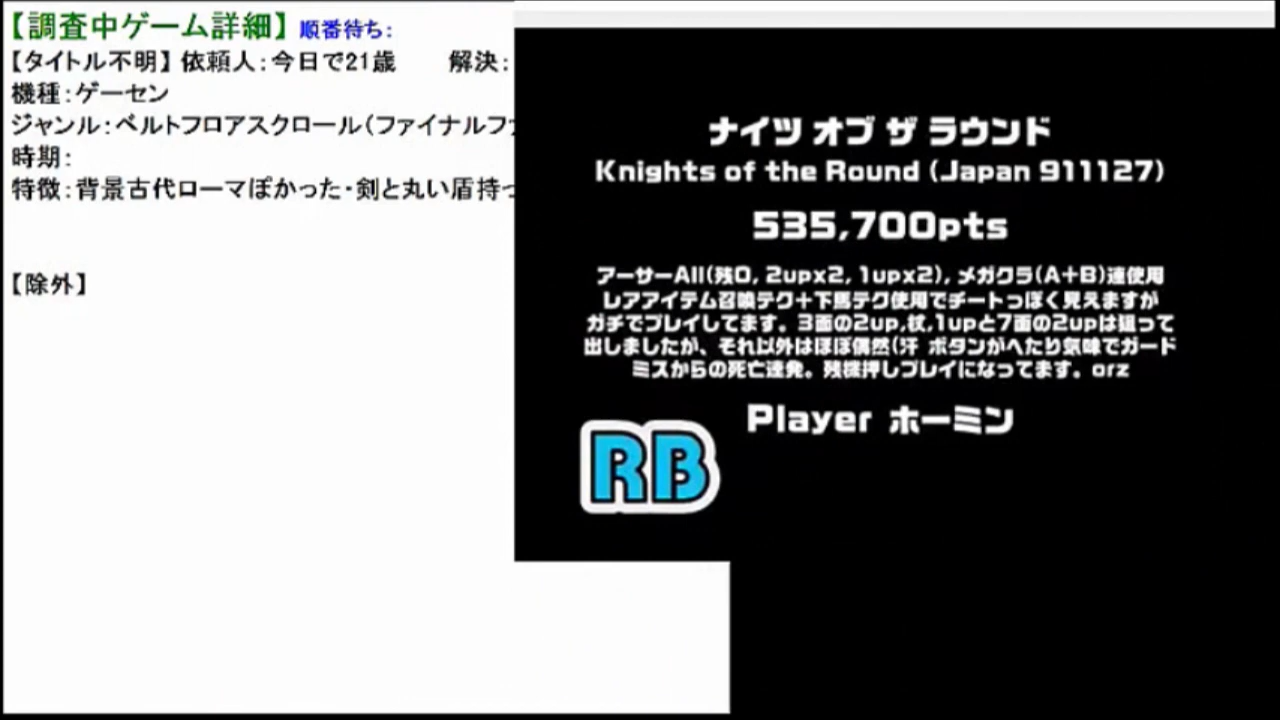 【調査中ゲーム詳細】 順番待ち:
【タイトル不明】 依頼人:今日で21歳 解決:
機種:ゲーセン
ジャンル:ベルトフロアスクロール(ファイナルファ
時期:
特徴:背景古代ローマぽかった・剣と丸い盾持っ
【除外】
ナイツ オブ ザ ラウンド
Knights of the Round (Japan 911127)
535,700pts
アーサーAll(残0, 2upx2, 1upx2), メガクラ(A+B)連使用
レアアイテム召喚テク+下馬テク使用でチートっぽく見えますが
ガチでプレイしてます。3面の2up,杖,1upと7面の2upは狙って
出しましたが、それ以外はほぼ偶然(汗 ボタンがへたり気味でガード
ミスからの死亡連発。残機押しプレイになってます。orz
Player ホーミン
RB